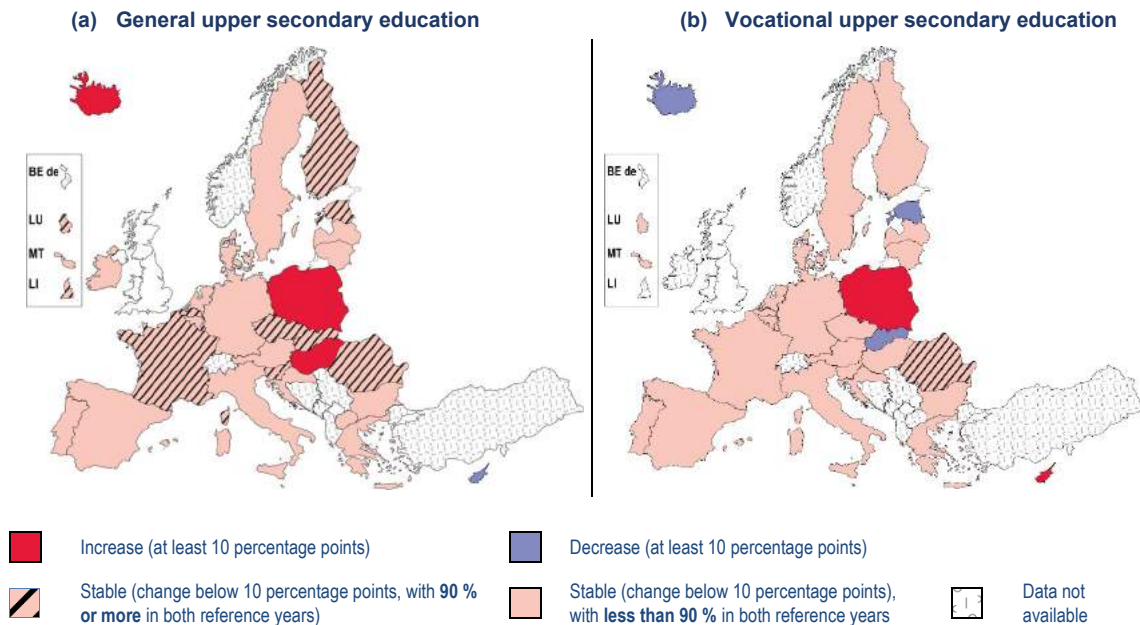 (a) General upper secondary education
(b) Vocational upper secondary education
BE de
LU
MT
LI
BE de
LU
MT
LI
Increase (at least 10 percentage points)
Decrease (at least 10 percentage points)
Stable (change below 10 percentage points, with 90 %
or more in both reference years)
Stable (change below 10 percentage points),
with less than 90 % in both reference years
Data not
available